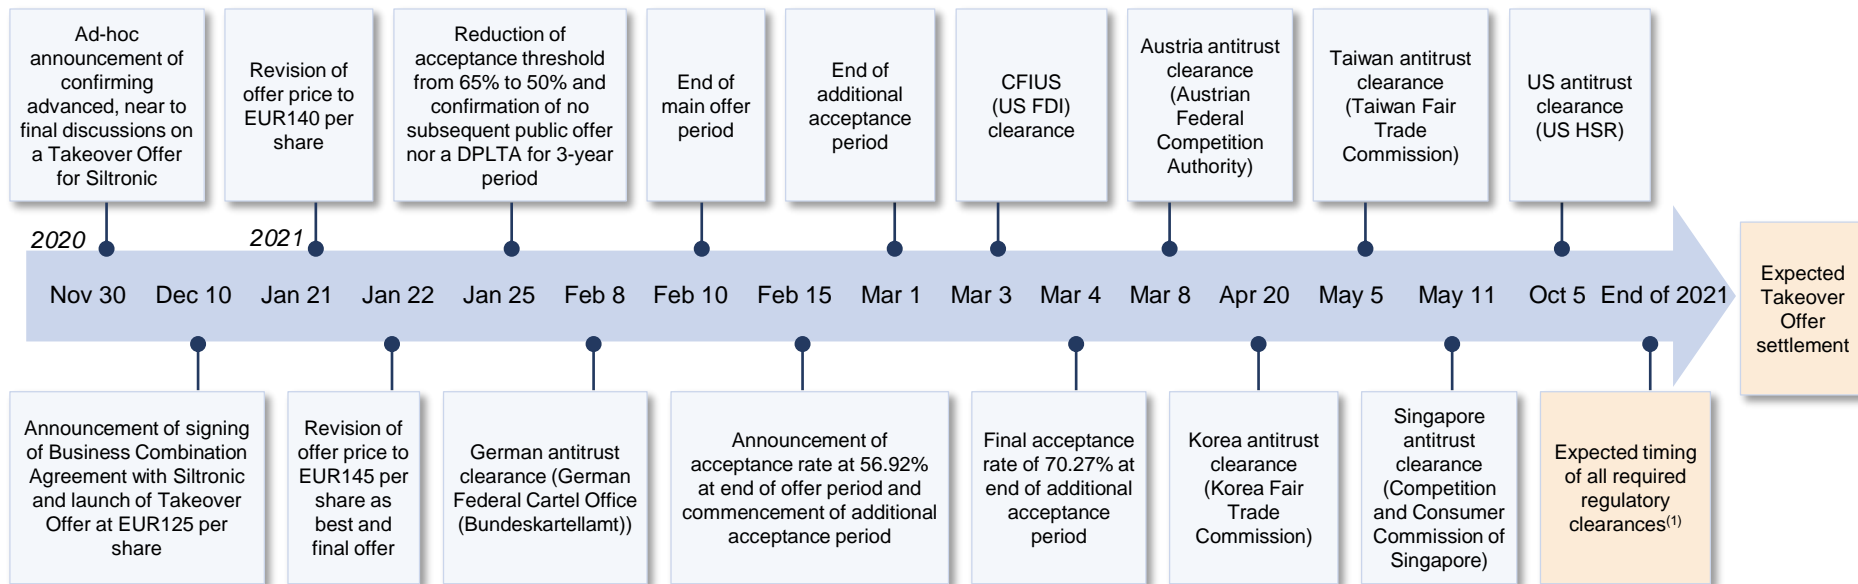 Ad-hoc
announcement of
confirming
advanced, near to
final discussions on
a Takeover Offer
for Siltronic
Revision of
offer price to
EUR140 per
share
Reduction of
acceptance threshold
from 65% to 50% and
confirmation of no
subsequent public offer
nor a DPLTA for 3-year
period
End of
main offer
period
End of
additional
acceptance
period
CFIUS
(US FDI)
clearance
Austria antitrust
clearance
(Austrian
Federal
Competition
Authority)
Taiwan antitrust
clearance
(Taiwan Fair
Trade
Commission)
US antitrust
clearance
(US HSR)
2020
2021
Nov 30 Dec 10 Jan 21 Jan 22 Jan 25 Feb 8 Feb 10 Feb 15 Mar 1 Mar 3 Mar 4 Mar 8 Apr 20 May 5 May 11 Oct 5 End of 2021
Expected
Takeover
Offer
settlement
Announcement of signing
of Business Combination
Agreement with Siltronic
and launch of Takeover
Offer at EUR125 per
share
Revision of
offer price to
EUR145 per
share as
best and
final offer
German antitrust
clearance (German
Federal Cartel Office
(Bundeskartellamt))
Announcement of
acceptance rate at 56.92%
at end of offer period and
commencement of additional
acceptance period
Final acceptance
rate of 70.27% at
end of additional
acceptance
period
Korea antitrust
clearance
(Korea Fair
Trade
Commission)
Singapore
antitrust
clearance
(Competition
and Consumer
Commission of
Singapore)
Expected timing
of all required
regulatory
clearances(1)